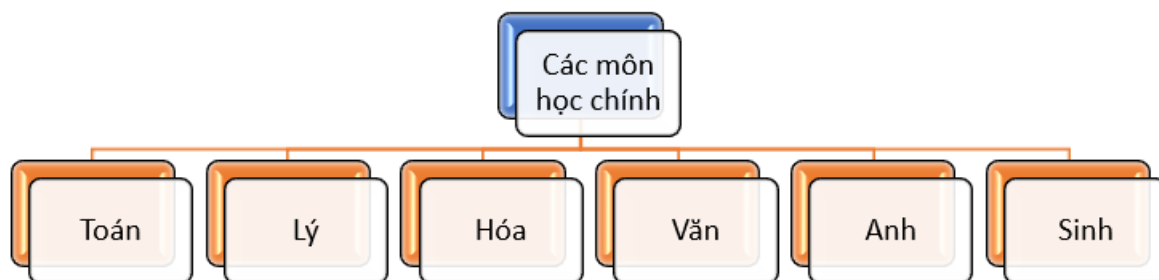 Các môn
học chính
Toán
Lý
Hóa
Văn
Anh
Sinh